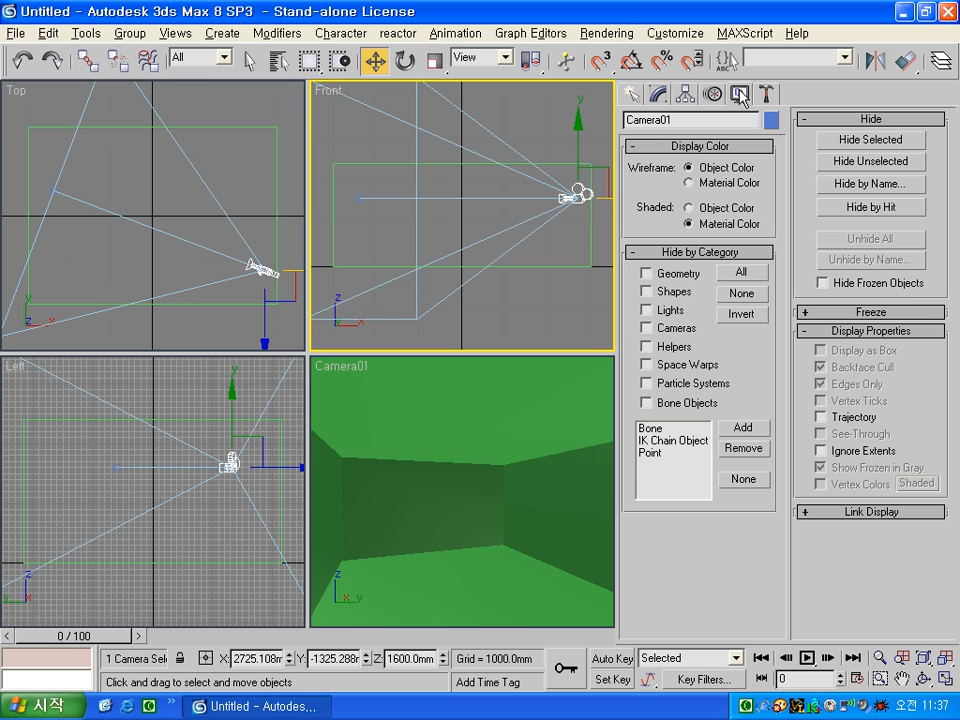 Untitled - Autodesk 3ds Max 8 SP3 - Stand-alone License
File Edit Tools Group Views Create Modifiers Character reactor Animation Graph Editors Rendering Customize MAXScript Help
All
View
ABC
Top
Front
Left
Camera01
y
z
x
Camera01
- Display Color
Wireframe: Object Color
Material Color
Shaded: Object Color
Material Color
- Hide by Category
Geometry All
Shapes None
Lights Invert
Cameras
Helpers
Space Warps
Particle Systems
Bone Objects
Bone
IK Chain Object
Point
Add
Remove
None
- Hide
Hide Selected
Hide Unselected
Hide by Name...
Hide by Hit
Unhide All
Unhide by Name...
Hide Frozen Objects
+ Freeze
- Display Properties
Display as Box
Backface Cull
Edges Only
Vertex Ticks
Trajectory
See-Through
Ignore Extents
Show Frozen in Gray
Vertex Colors Shaded
+ Link Display
< 0 / 100 >
1 Camera Sel X: 2725.108m Y: -1325.288m Z: 1600.0mm Grid = 1000.0mm Auto Key Selected
Click and drag to select and move objects Add Time Tag Set Key Key Filters... 0
시작 Untitled - Autodes... 오전 11:37